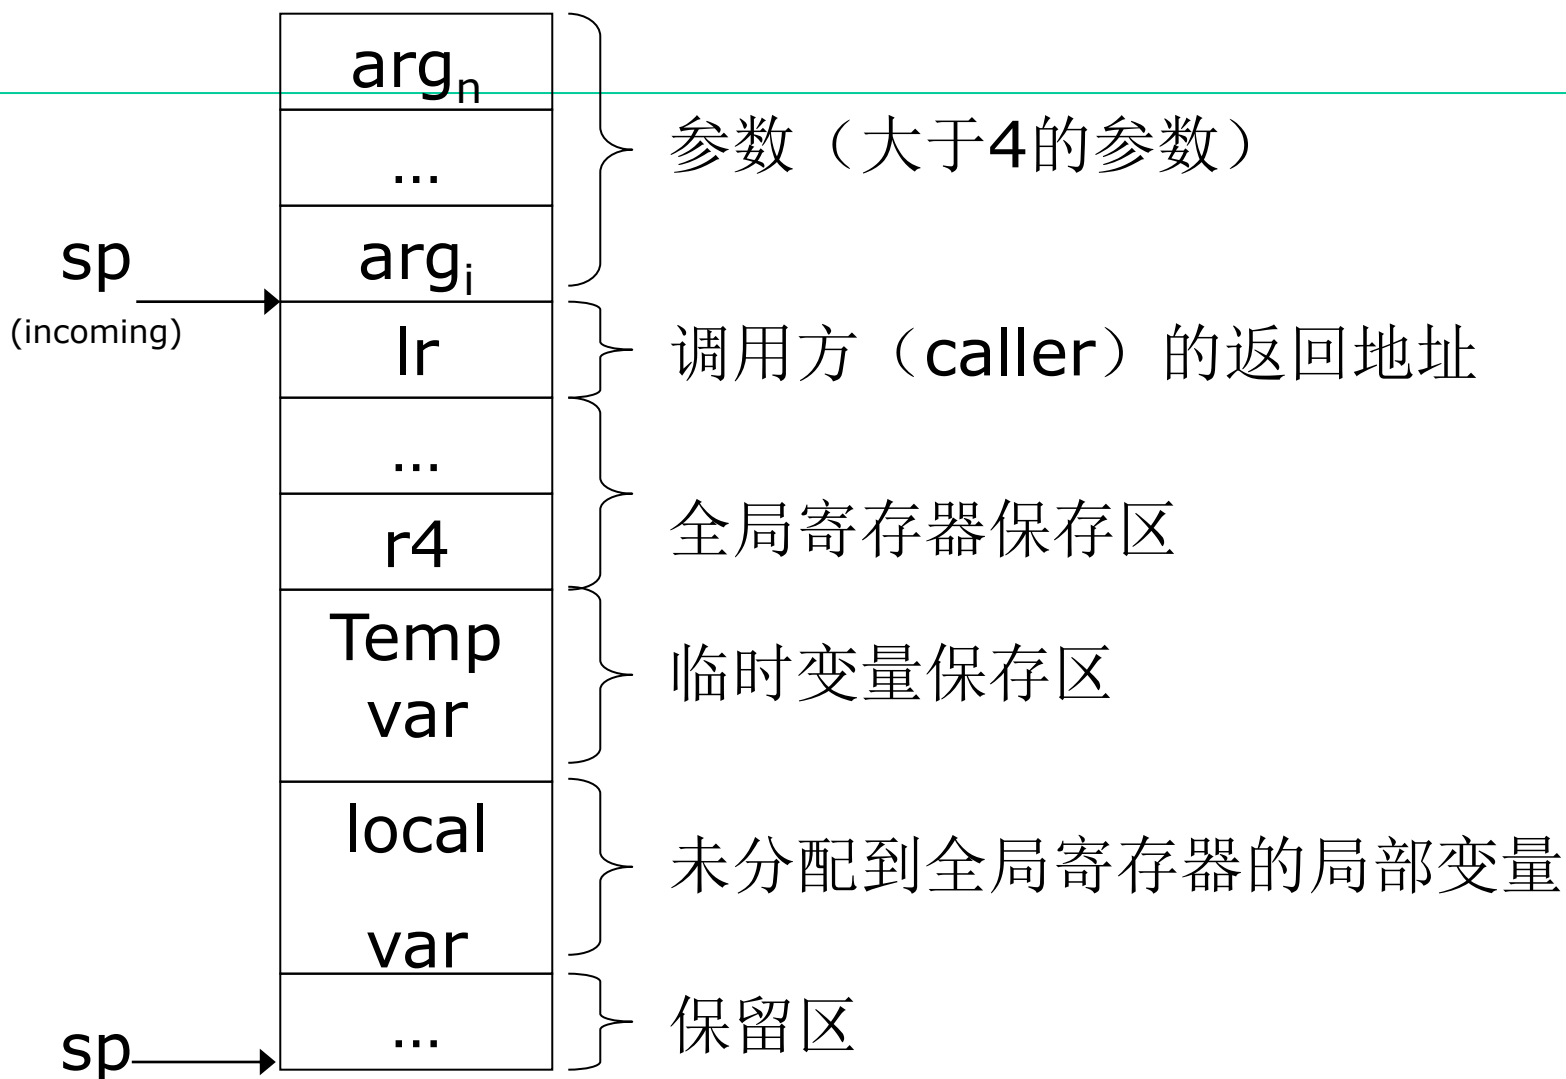 arg_n
...
参数（大于4的参数）
sp
(incoming)
arg_i
lr
调用方（caller）的返回地址
...
r4
全局寄存器保存区
Temp
var
临时变量保存区
local
var
未分配到全局寄存器的局部变量
sp
...
保留区